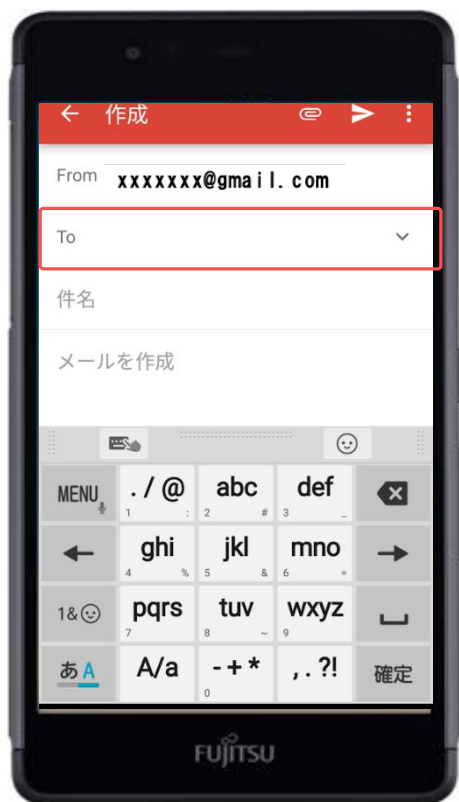 作成
From xxxxxxx@gmail.com
To
件名
メールを作成
MENU ./@ abc def
1 : 2 # 3 _
ghi jkl mno
4 % 5 & 6 =
1& pqrs tuv wxyz
7 8 ~ 9
あA A/a -+* ,.?! 確定
0
FUJITSU